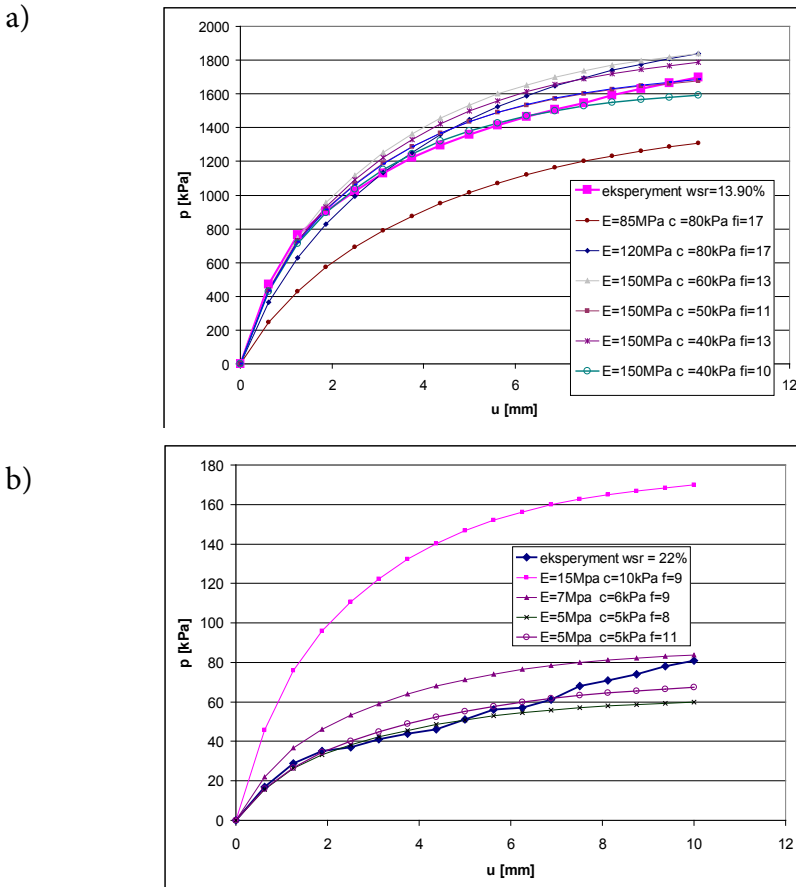 a)
2000
1800
1600
1400
1200
1000
800
600
400
200
0
p [kPa]
0 2 4 6 8 10 12
u [mm]
eksperyment wsr=13.90%
E=85MPa c =80kPa fi=17
E=120MPa c =80kPa fi=17
E=150MPa c =60kPa fi=13
E=150MPa c =50kPa fi=11
E=150MPa c =40kPa fi=13
E=150MPa c =40kPa fi=10
b)
180
160
140
120
100
80
60
40
20
0
p [kPa]
0 2 4 6 8 10 12
u [mm]
eksperyment wsr = 22%
E=15Mpa c=10kPa f=9
E=7Mpa c=6kPa f=9
E=5Mpa c=5kPa f=8
E=5Mpa c=5kPa f=11